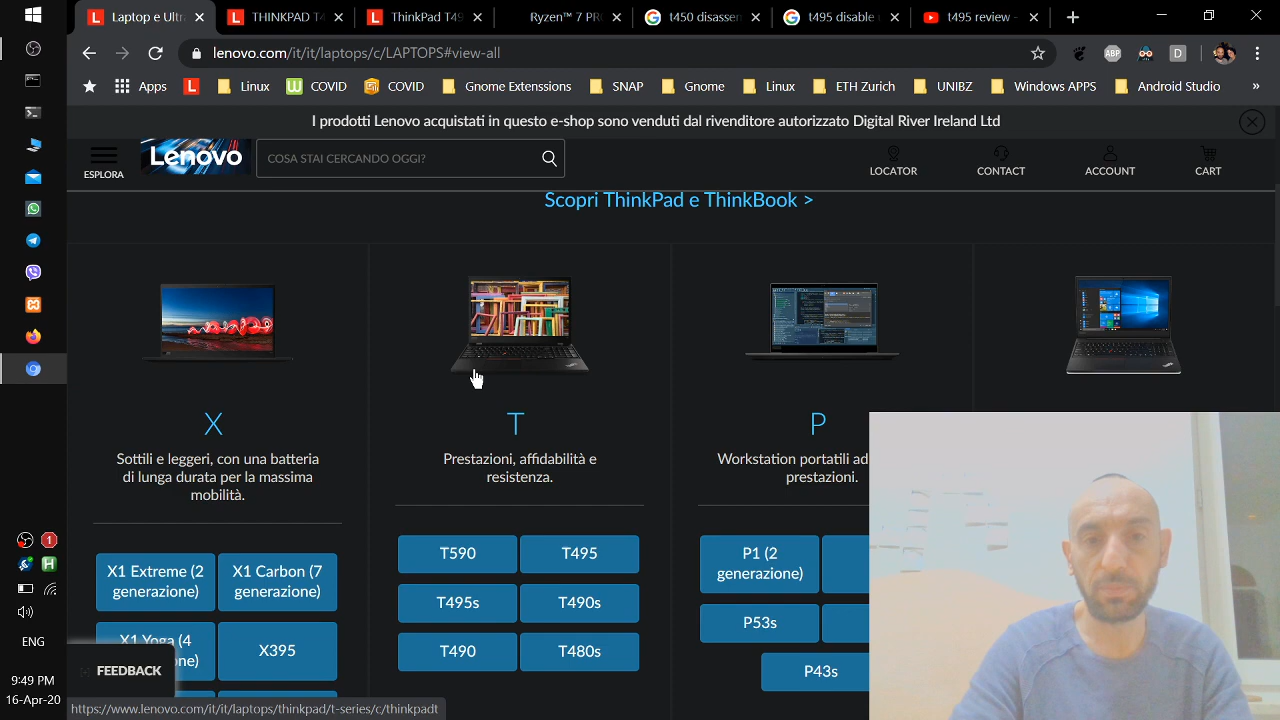 Laptop e Ultr
THINKPAD T4
ThinkPad T49
Ryzen™ 7 PR
t450 disassen
t495 disable
t495 review -
lenovo.com/it/it/laptops/c/LAPTOPS#view-all
ABP
D
Apps
Linux
COVID
COVID
Gnome Extenssions
SNAP
Gnome
Linux
ETH Zurich
UNIBZ
Windows APPS
Android Studio
»
I prodotti Lenovo acquistati in questo e-shop sono venduti dal rivenditore autorizzato Digital River Ireland Ltd
ESPLORA
Lenovo
COSA STAI CERCANDO OGGI?
LOCATOR
CONTACT
ACCOUNT
CART
Scopri ThinkPad e ThinkBook >
X
Sottili e leggeri, con una batteria
di lunga durata per la massima
mobilità.
X1 Extreme (2
generazione)
X1 Carbon (7
generazione)
X1 Yoga (4
X395
T
Prestazioni, affidabilità e
resistenza.
T590
T495
T495s
T490s
T490
T480s
P
Workstation portatili ad
prestazioni.
P1 (2
generazione)
P53s
P43s
FEEDBACK
https://www.lenovo.com/it/it/laptops/thinkpad/t-series/c/thinkpadt
1
H
ENG
9:49 PM
16-Apr-20